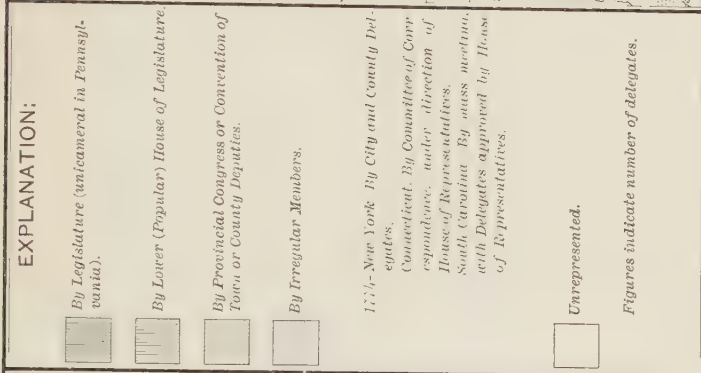 EXPLANATION:
By Legislature (unicameral in Pennsyl-
vania).
By Lower (Popular) House of Legislature.
By Provincial Congress or Convention of
Town or County Deputies.
By Irregular Members.
1774-New York By City and County Del-
egates.
Connecticut. By Committee of Corr
espondence, under direction of
House of Representatives.
South Carolina By mass meeting,
with Delegates approved by House
of Representatives.
Unrepresented.
Figures indicate number of delegates.